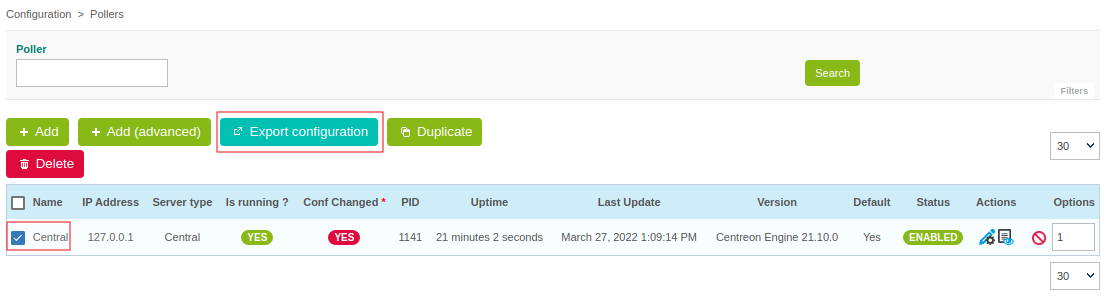 Configuration > Pollers
Poller
Search
Filters
Add
Add (advanced)
Export configuration
Duplicate
30
Delete
Name IP Address Server type Is running ? Conf Changed * PID Uptime Last Update Version Default Status Actions Options
Central 127.0.0.1 Central YES YES 1141 21 minutes 2 seconds March 27, 2022 1:09:14 PM Centreon Engine 21.10.0 Yes ENABLED 1
30